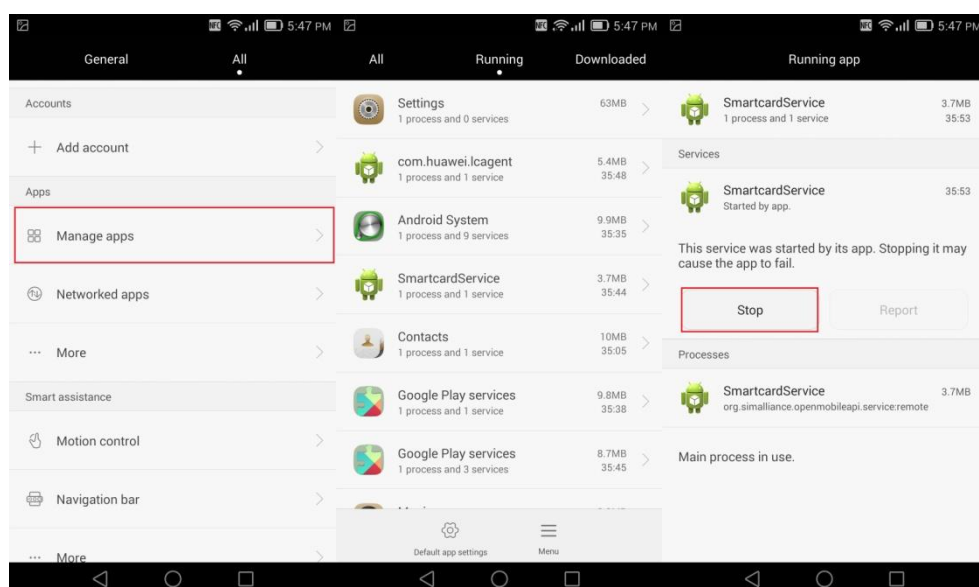 NFC 5:47 PM
General All
Accounts
Add account
Apps
Manage apps
Networked apps
More
Smart assistance
Motion control
Navigation bar
More
NFC 5:47 PM
All Running Downloaded
Settings 63MB
1 process and 0 services
com.huawei.lcagent 5.4MB
1 process and 1 service 35:48
Android System 9.9MB
1 process and 9 services 35:35
SmartcardService 3.7MB
1 process and 1 service 35:44
Contacts 10MB
1 process and 1 service 35:05
Google Play services 9.8MB
1 process and 1 service 35:38
Google Play services 8.7MB
1 process and 3 services 35:45
Default app settings Menu
NFC 5:47 PM
Running app
SmartcardService 3.7MB
1 process and 1 service 35:53
Services
SmartcardService 35:53
Started by app.
This service was started by its app. Stopping it may
cause the app to fail.
Stop Report
Processes
SmartcardService 3.7MB
org.simalliance.openmobileapi.service:remote
Main process in use.